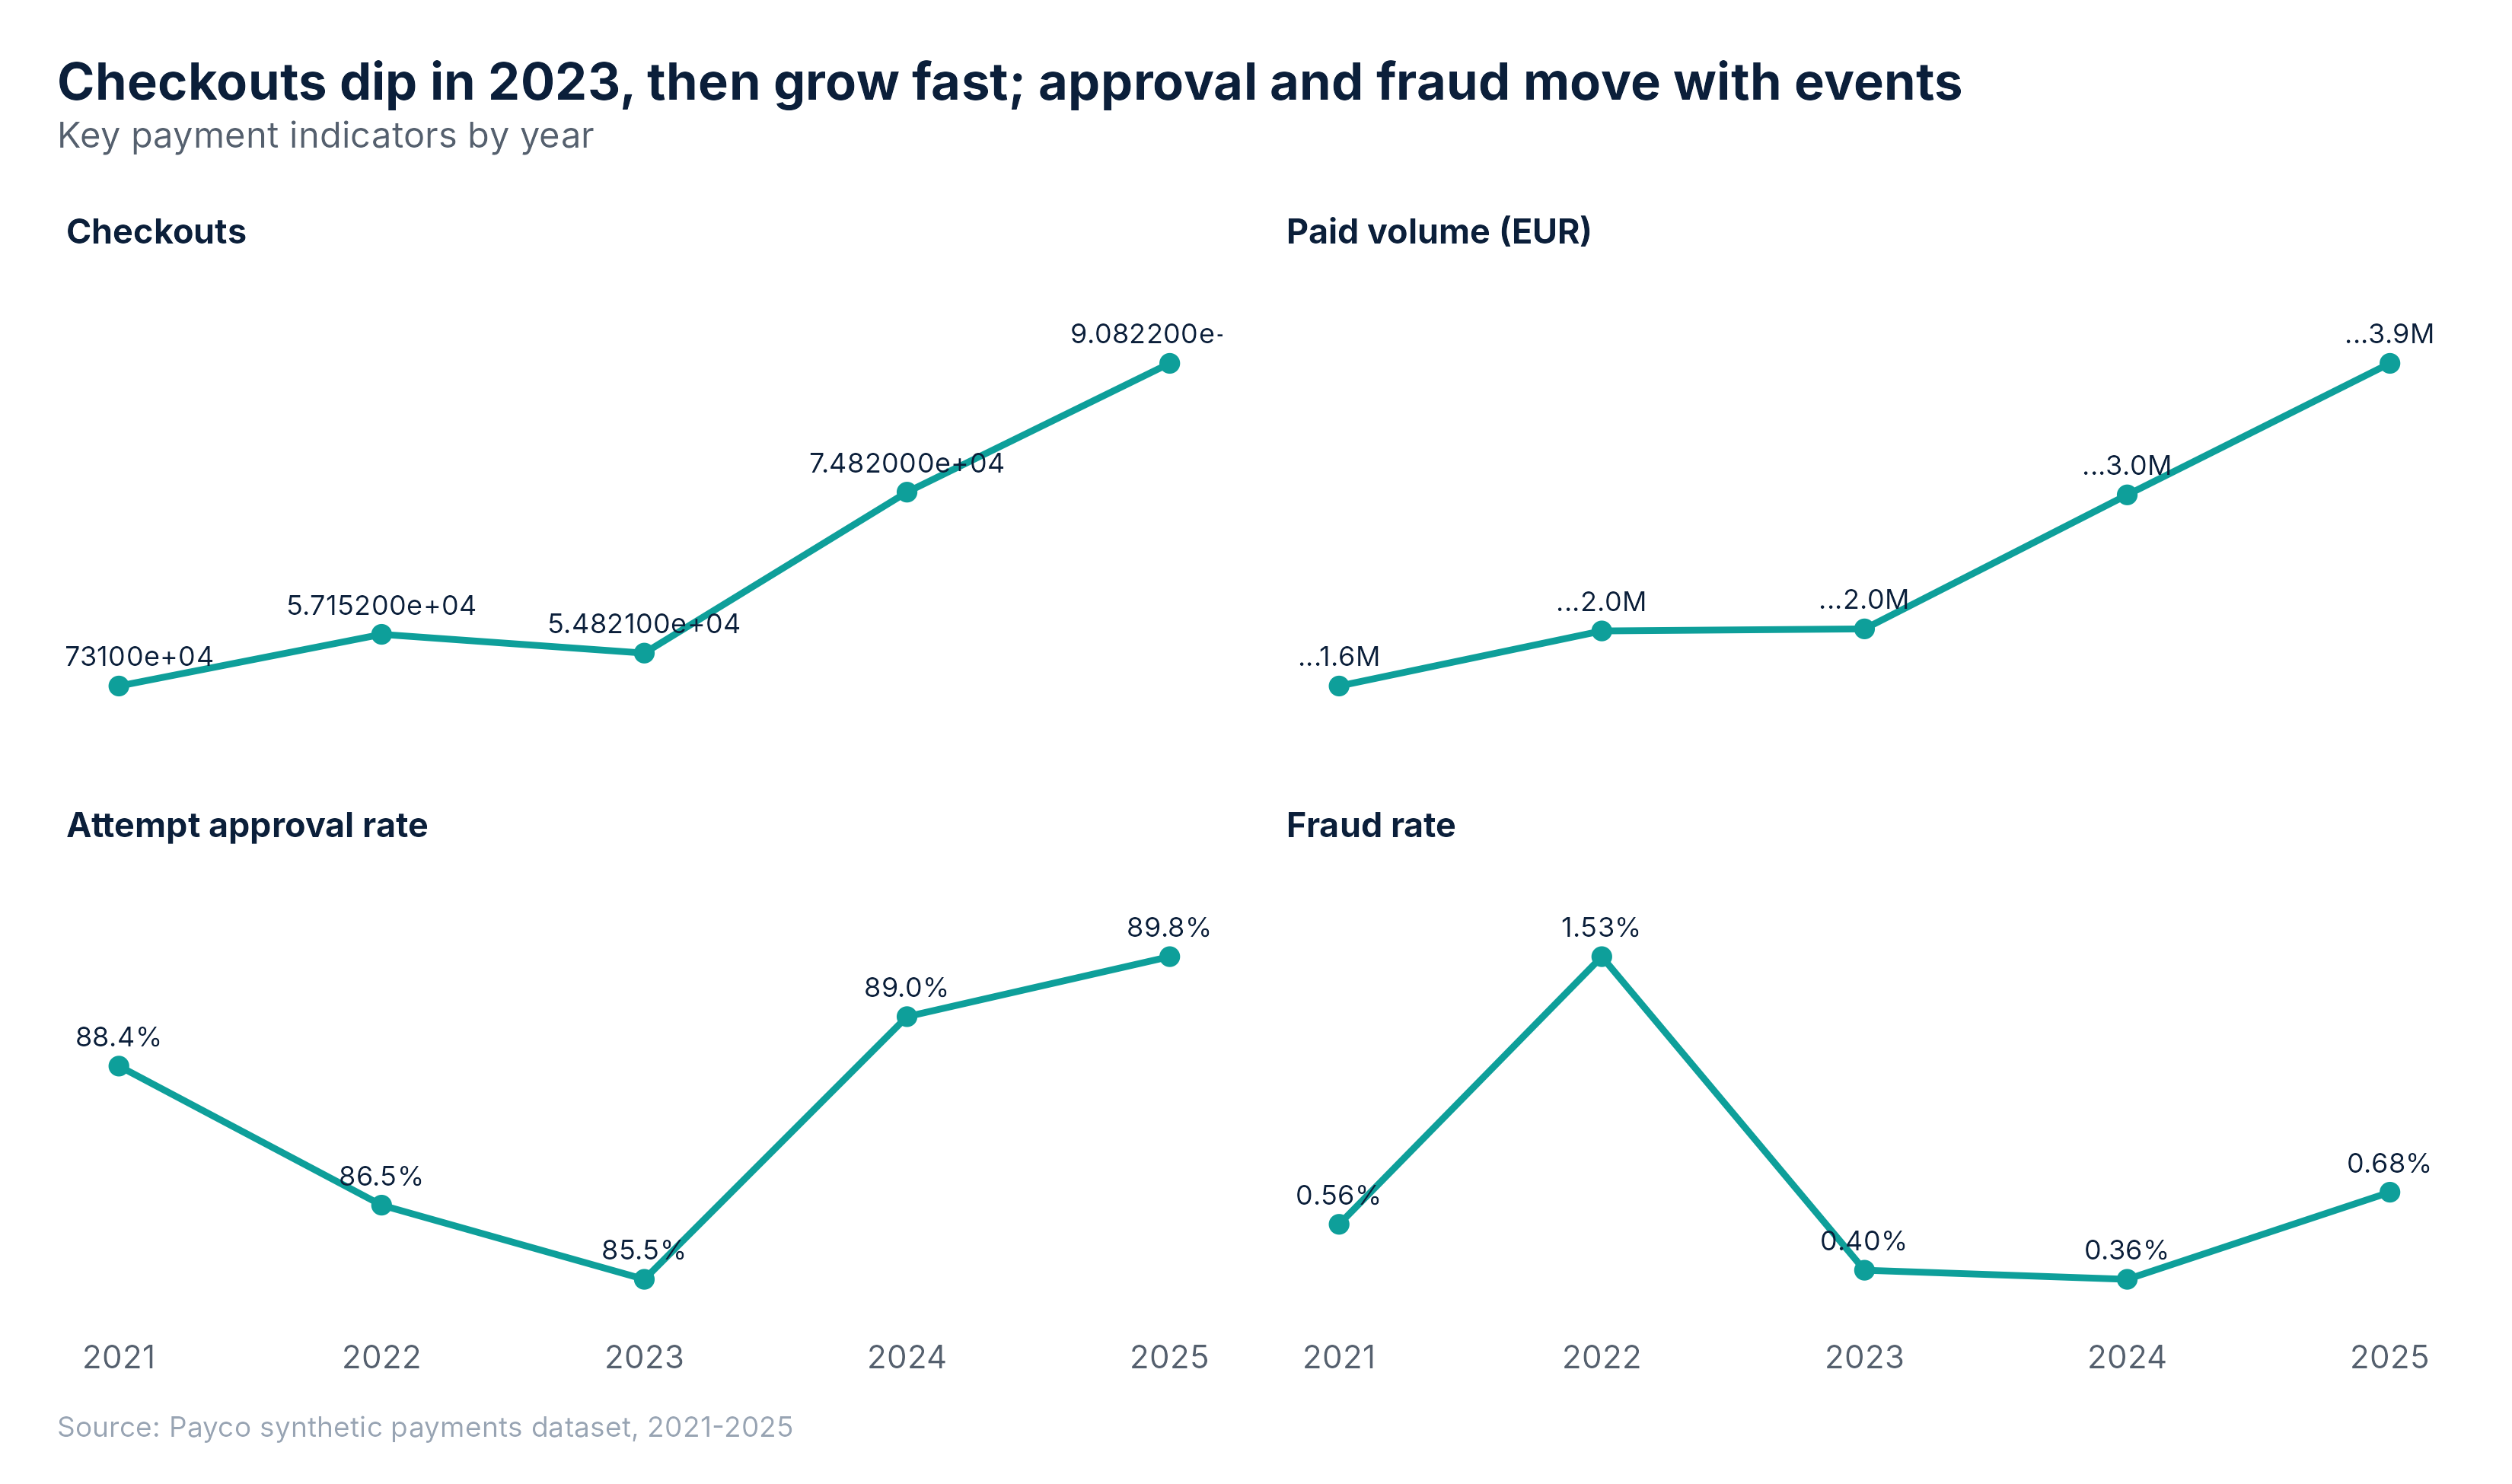 Checkouts dip in 2023, then grow fast; approval and fraud move with events
Key payment indicators by year
Checkouts
9.082200e-
7.482000e+04
5.715200e+04
5.482100e+04
73100e+04
Paid volume (EUR)
...3.9M
...3.0M
...2.0M
...2.0M
...1.6M
Attempt approval rate
89.8%
89.0%
88.4%
86.5%
85.5%
2021 2022 2023 2024 2025
Fraud rate
1.53%
0.68%
0.56%
0.40%
0.36%
2021 2022 2023 2024 2025
Source: Payco synthetic payments dataset, 2021-2025